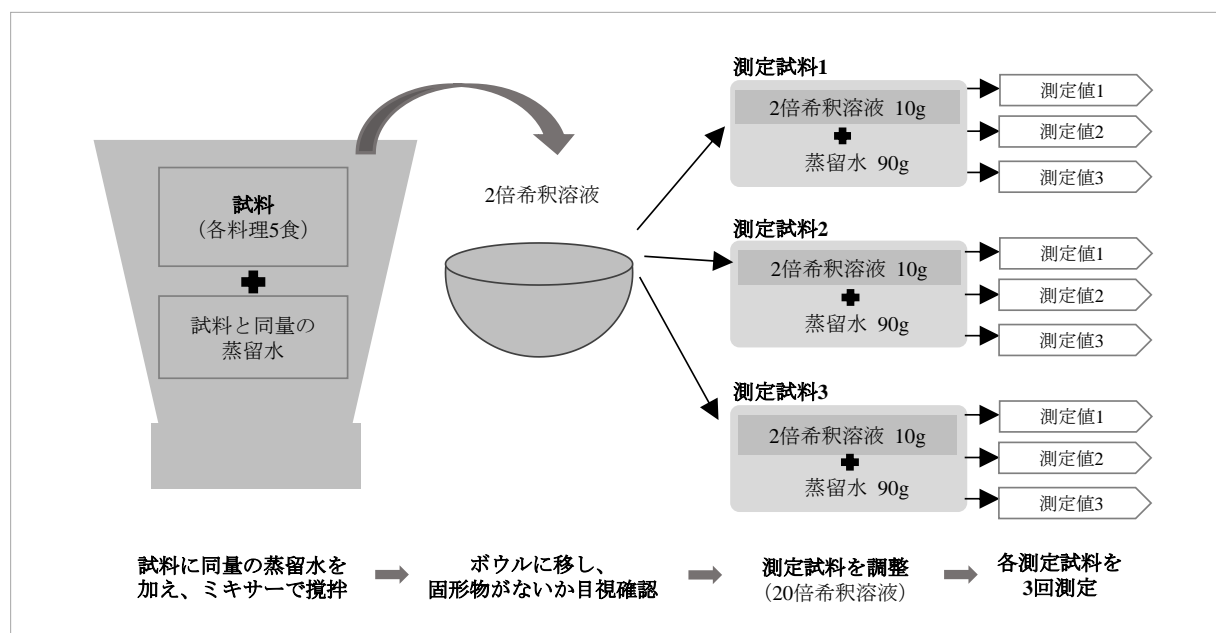 試料
（各料理5食）
試料と同量の
蒸留水
2倍希釈溶液
測定試料1
2倍希釈溶液 10g
蒸留水 90g
測定値1
測定値2
測定値3
測定試料2
2倍希釈溶液 10g
蒸留水 90g
測定値1
測定値2
測定値3
測定試料3
2倍希釈溶液 10g
蒸留水 90g
測定値1
測定値2
測定値3
試料に同量の蒸留水を
加え、ミキサーで撹拌
ボウルに移し、
固形物がないか目視確認
測定試料を調整
（20倍希釈溶液）
各測定試料を
3回測定